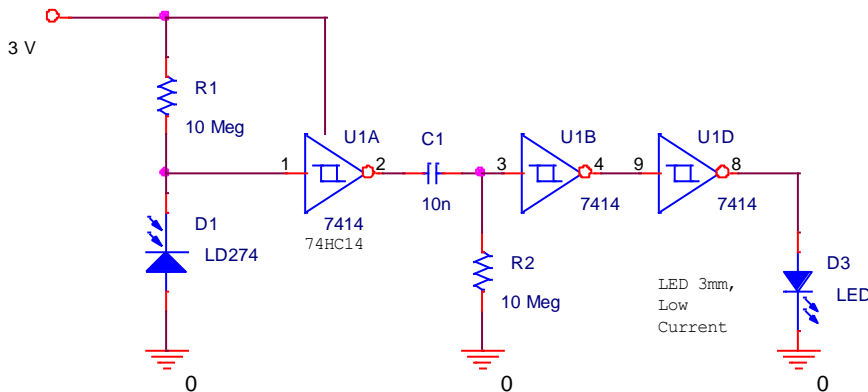 3 V
R1
10 Meg
U1A
C1
U1B
U1D
1
2
3
4
9
8
7414
74HC14
10n
7414
7414
D1
LD274
R2
10 Meg
LED 3mm,
Low
Current
D3
LED
0
0
0